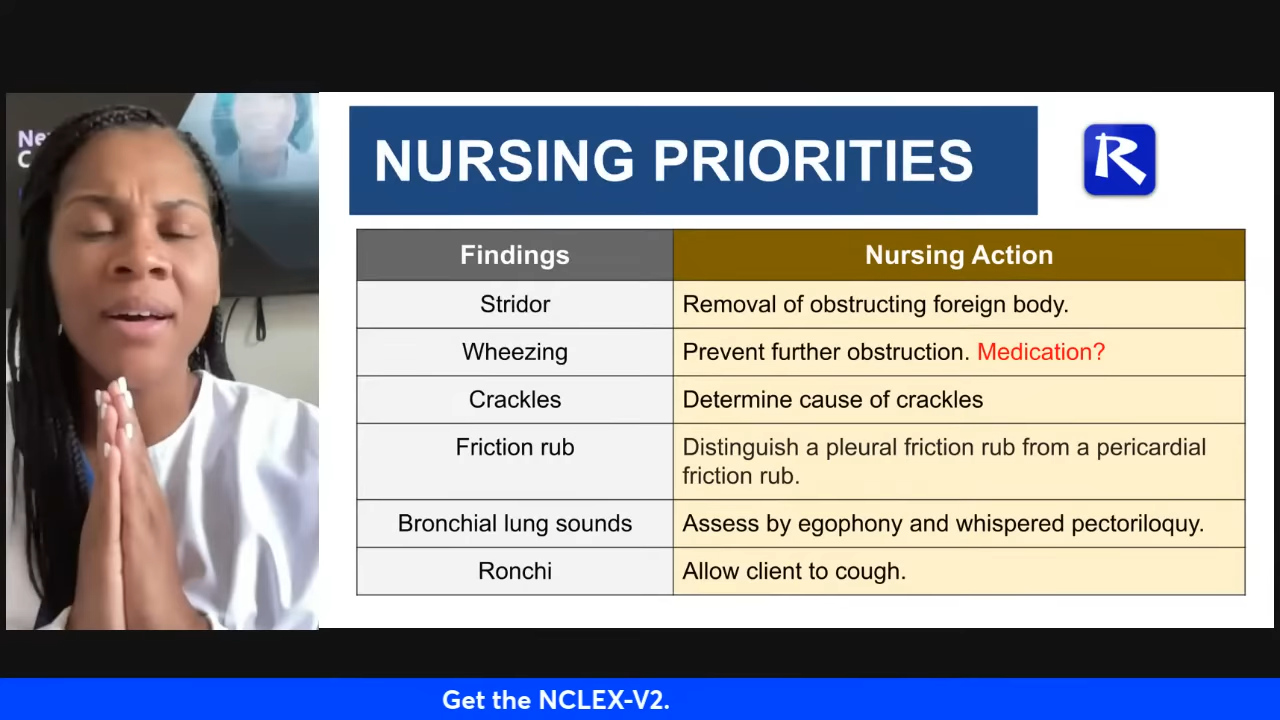 Ne
C
NURSING PRIORITIES
R
Findings
Nursing Action
Stridor
Removal of obstructing foreign body.
Wheezing
Prevent further obstruction. Medication?
Crackles
Determine cause of crackles
Friction rub
Distinguish a pleural friction rub from a pericardial
friction rub.
Bronchial lung sounds
Assess by egophony and whispered pectoriloquy.
Ronchi
Allow client to cough.
Get the NCLEX-V2.